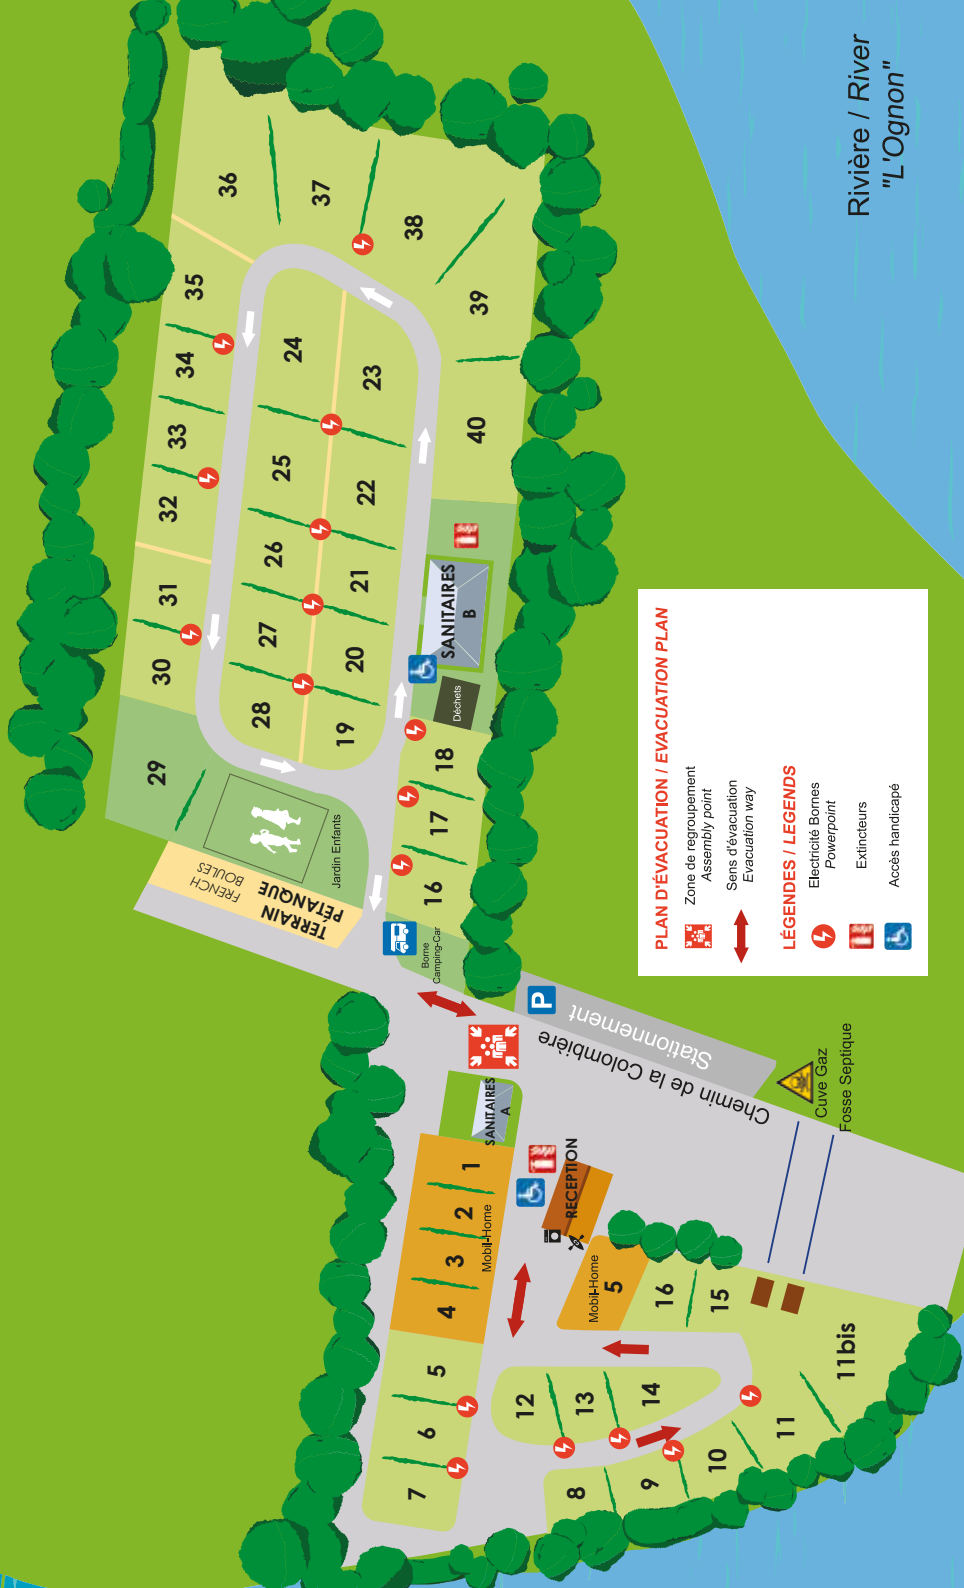 Rivière / River
"L'Ognon"
36
37
38
39
40
35
34
33
32
31
30
29
24
23
25
22
26
21
27
20
28
19
SANITAIRES
B
Déchets
18
17
16
Jardin Enfants
FRENCH
BOULES
TERRAIN
PÉTANQUE
Borne
Camping-Car
P
Stationnement
Chemin de la Colombière
SANITAIRES
A
RECEPTION
1
2
3
4
Mobil-Home
Mobil-Home
5
5
6
7
12
13
14
8
9
10
11
11bis
15
16
Cuve Gaz
Fosse Septique
PLAN D'ÉVACUATION / EVACUATION PLAN
Zone de regroupement
Assembly point
Sens d'évacuation
Evacuation way
LÉGENDES / LEGENDS
Electricité Bornes
Powerpoint
Extincteurs
Accès handicapé